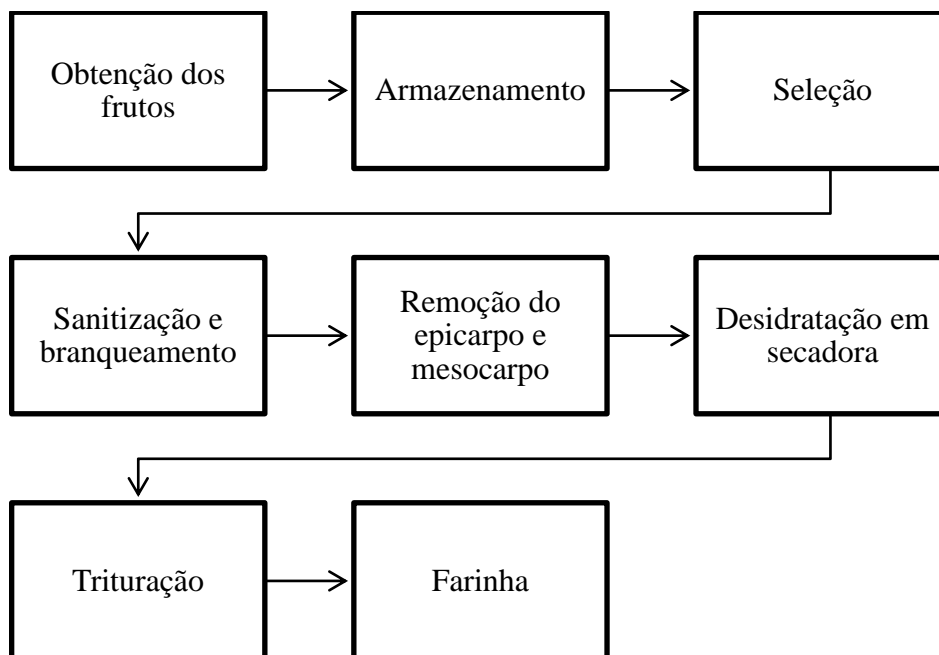 Obtenção dos
frutos
Armazenamento
Seleção
Sanitização e
branqueamento
Remoção do
epicarpo e
mesocarpo
Desidratação em
secadora
Trituração
Farinha